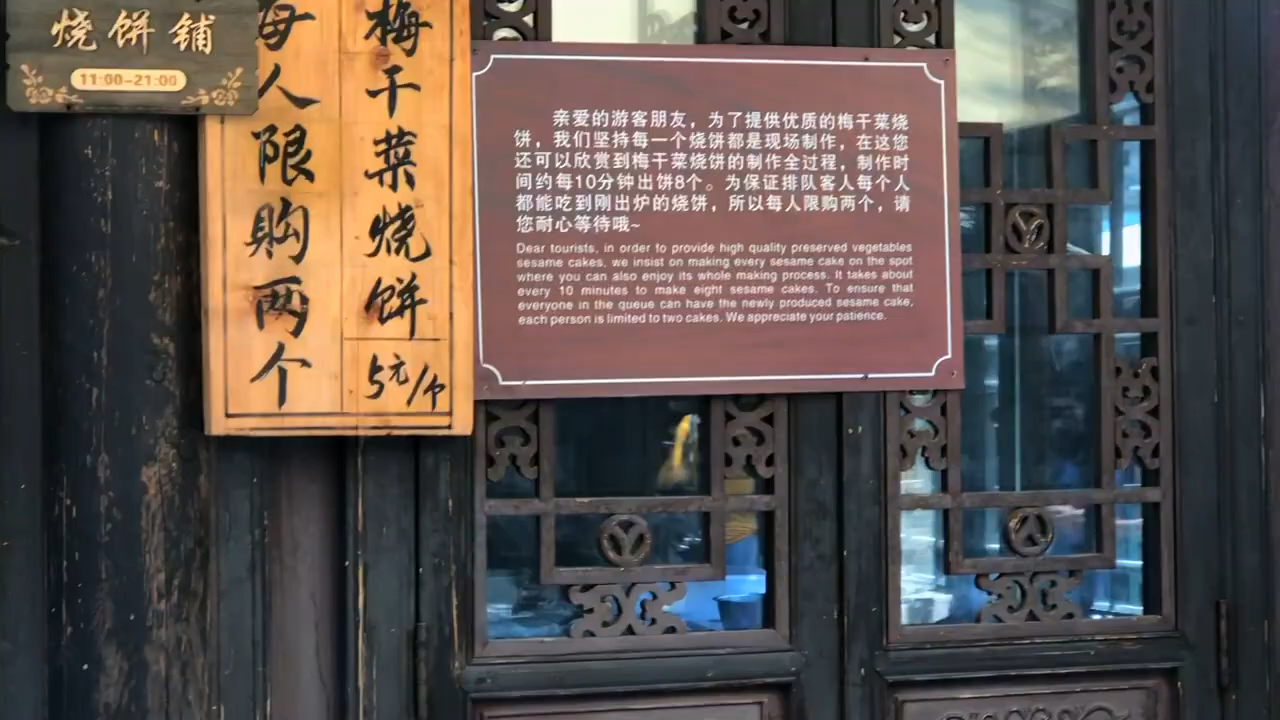 烧饼铺
11:00-21:00
梅干菜烧饼
5元/个
每人限购两个
亲爱的游客朋友，为了提供优质的梅干菜烧
饼，我们坚持每一个烧饼都是现场制作，在这您
还可以欣赏到梅干菜烧饼的制作全过程，制作时
间约每10分钟出饼8个。为保证排队客人每个人
都能吃到刚出炉的烧饼，所以每人限购两个，请
您耐心等待哦~
Dear tourists, in order to provide high quality preserved vegetables
sesame cakes, we insist on making every sesame cake on the spot
where you can also enjoy its whole making process. It takes about
every 10 minutes to make eight sesame cakes. To ensure that
everyone in the queue can have the newly produced sesame cake,
each person is limited to two cakes. We appreciate your patience.